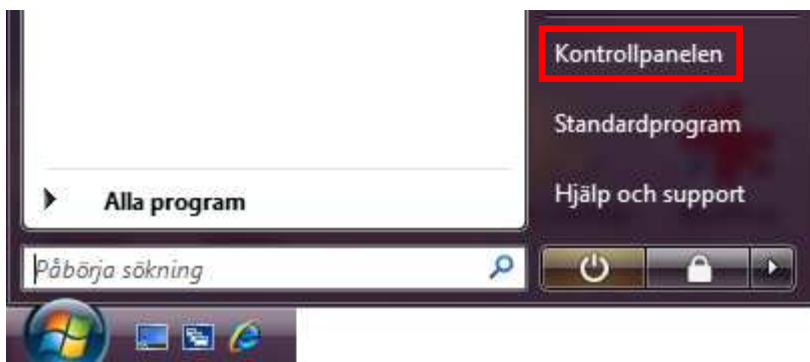 Kontrollpanelen
Standardprogram
Hjälp och support
Alla program
Påbörja sökning